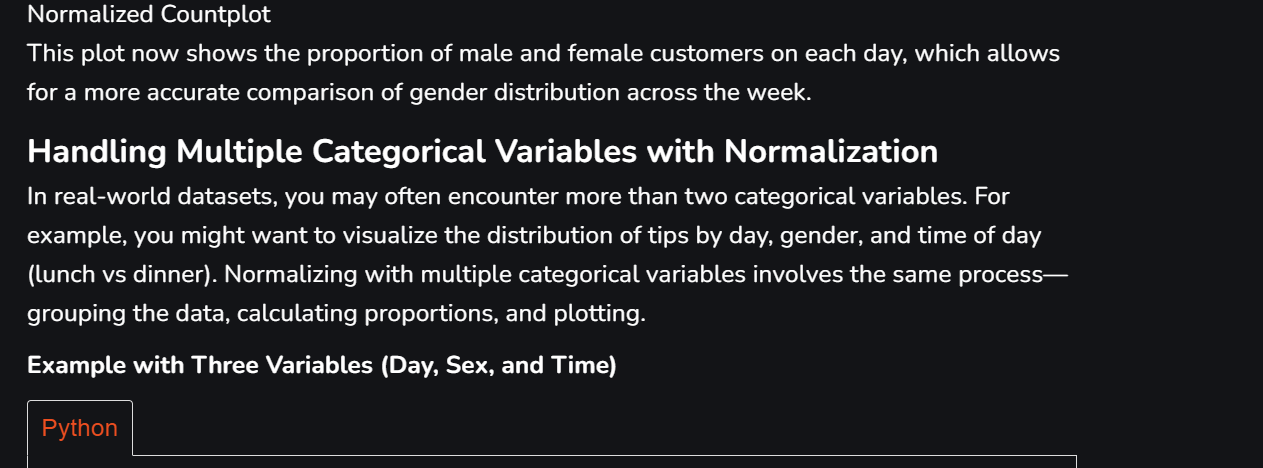 Normalized Countplot
This plot now shows the proportion of male and female customers on each day, which allows
for a more accurate comparison of gender distribution across the week.
Handling Multiple Categorical Variables with Normalization
In real-world datasets, you may often encounter more than two categorical variables. For
example, you might want to visualize the distribution of tips by day, gender, and time of day
(lunch vs dinner). Normalizing with multiple categorical variables involves the same process—
grouping the data, calculating proportions, and plotting.
Example with Three Variables (Day, Sex, and Time)
Python